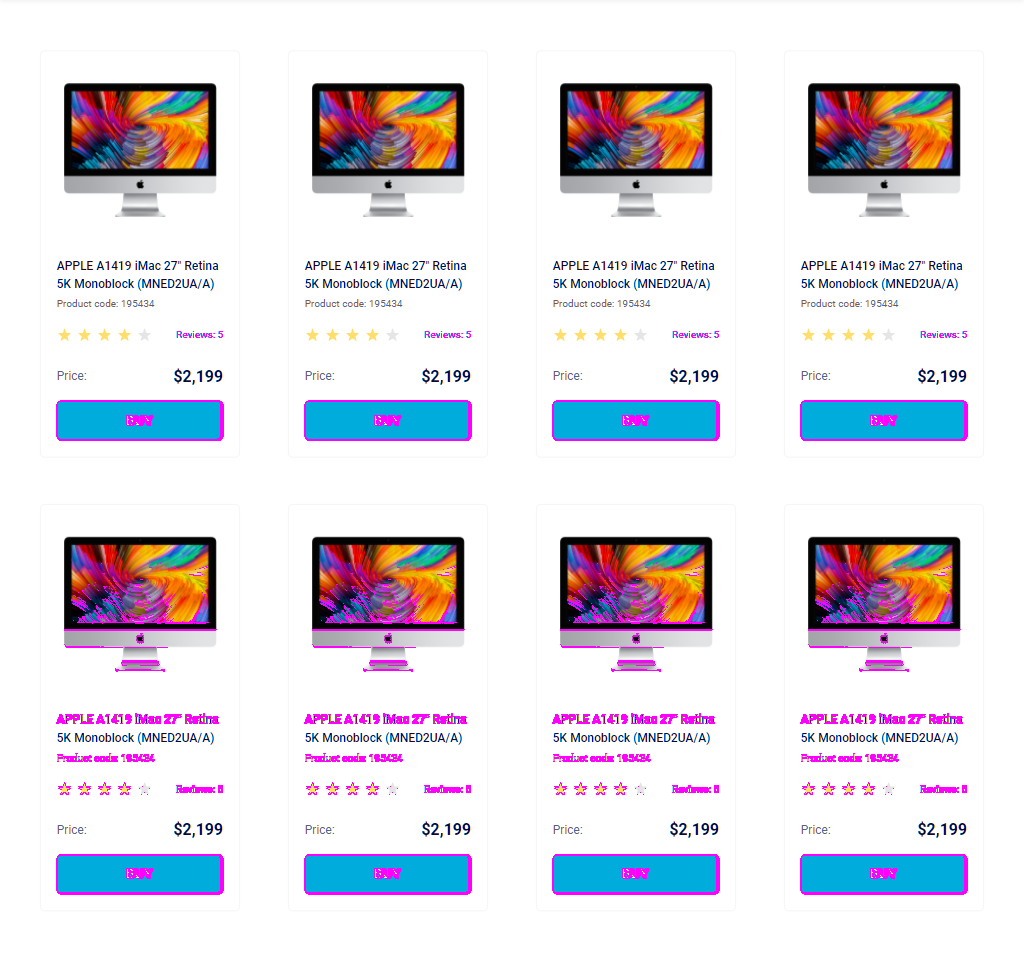 APPLE A1419 iMac 27" Retina
5K Monoblock (MNED2UA/A)
Product code: 195434
Reviews: 5
Price: $2,199
BUY
APPLE A1419 iMac 27" Retina
5K Monoblock (MNED2UA/A)
Product code: 195434
Reviews: 5
Price: $2,199
BUY
APPLE A1419 iMac 27" Retina
5K Monoblock (MNED2UA/A)
Product code: 195434
Reviews: 5
Price: $2,199
BUY
APPLE A1419 iMac 27" Retina
5K Monoblock (MNED2UA/A)
Product code: 195434
Reviews: 5
Price: $2,199
BUY
APPLE A1419 iMac 27" Retina
5K Monoblock (MNED2UA/A)
Product code: 195434
Reviews: 5
Price: $2,199
BUY
APPLE A1419 iMac 27" Retina
5K Monoblock (MNED2UA/A)
Product code: 195434
Reviews: 5
Price: $2,199
BUY
APPLE A1419 iMac 27" Retina
5K Monoblock (MNED2UA/A)
Product code: 195434
Reviews: 5
Price: $2,199
BUY
APPLE A1419 iMac 27" Retina
5K Monoblock (MNED2UA/A)
Product code: 195434
Reviews: 5
Price: $2,199
BUY